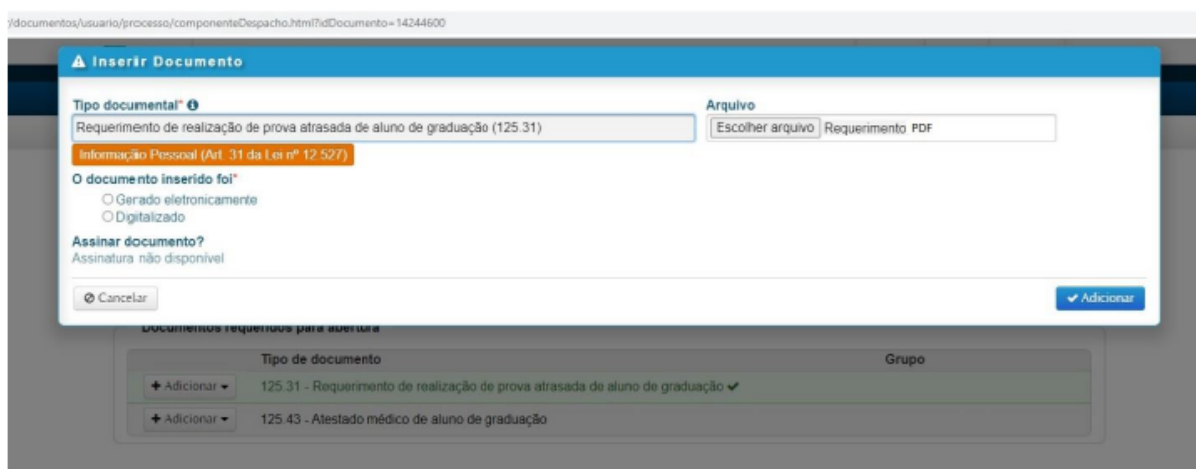 /documentos/usuario/processo/componenteDespacho.html?idDocumento=14244600
Inserir Documento
Tipo documental*
Arquivo
Requerimento de realização de prova atrasada de aluno de graduação (125.31)
Escolher arquivo Requerimento PDF
Informação Pessoal (Art. 31 da Lei nº 12.527)
O documento inserido foi*
Gerado eletronicamente
Digitalizado
Assinar documento?
Assinatura não disponível
Cancelar
Adicionar
Documentos requeridos para abertura
Tipo de documento Grupo
+ Adicionar 125.31 - Requerimento de realização de prova atrasada de aluno de graduação ✔
+ Adicionar 125.43 - Atestado médico de aluno de graduação